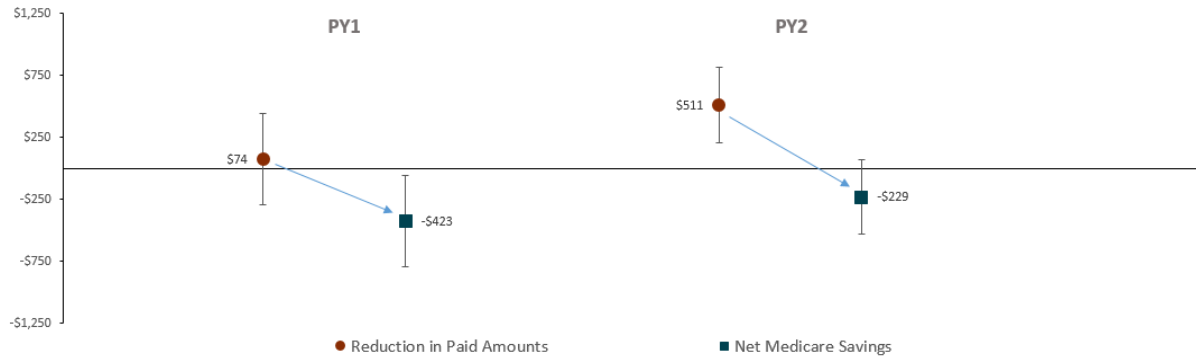 $1,250
PY1
PY2
$750
$511
$250
$74
-$250
-$423
-$229
-$750
-$1,250
Reduction in Paid Amounts
Net Medicare Savings